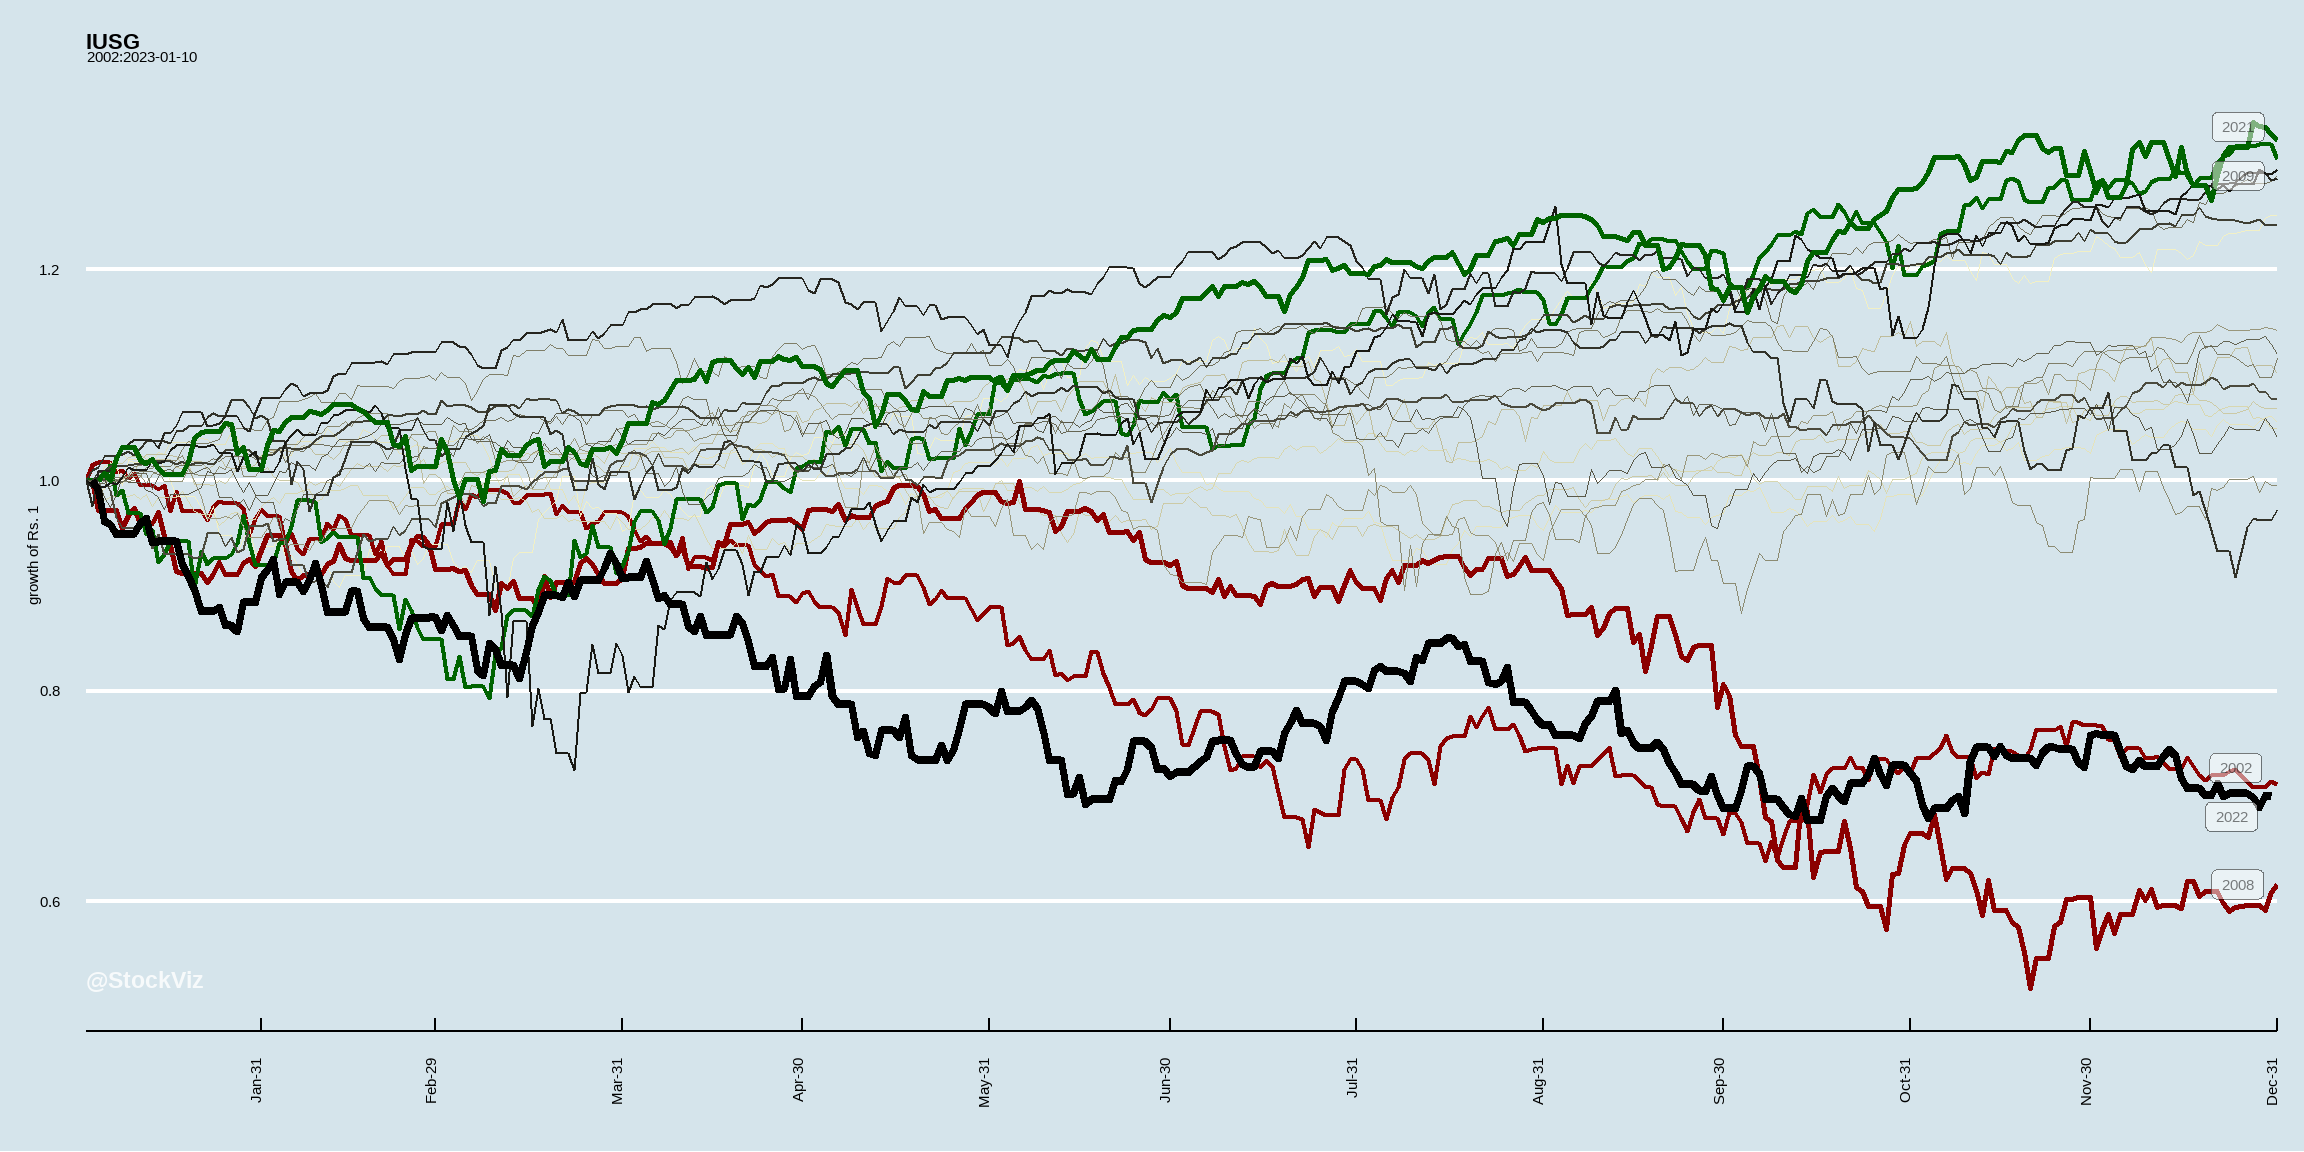 IUSG
2002:2023-01-10
2021
2009
1.2
1.0
growth of Rs. 1
0.8
2002
2022
2008
0.6
@StockViz
Jan-31
Feb-29
Mar-31
Apr-30
May-31
Jun-30
Jul-31
Aug-31
Sep-30
Oct-31
Nov-30
Dec-31